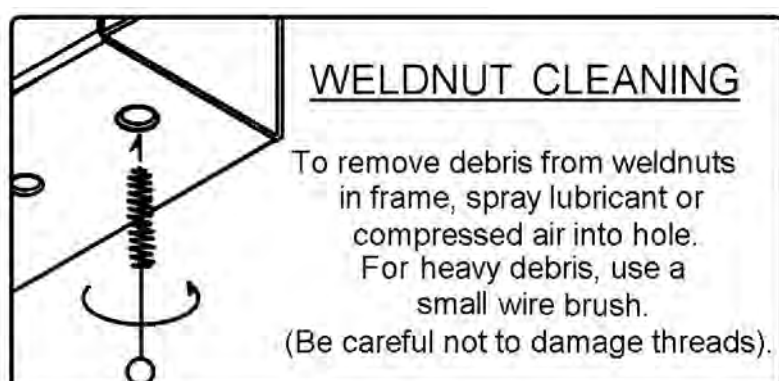 WELDNUT CLEANING
To remove debris from weldnuts
in frame, spray lubricant or
compressed air into hole.
For heavy debris, use a
small wire brush.
(Be careful not to damage threads).